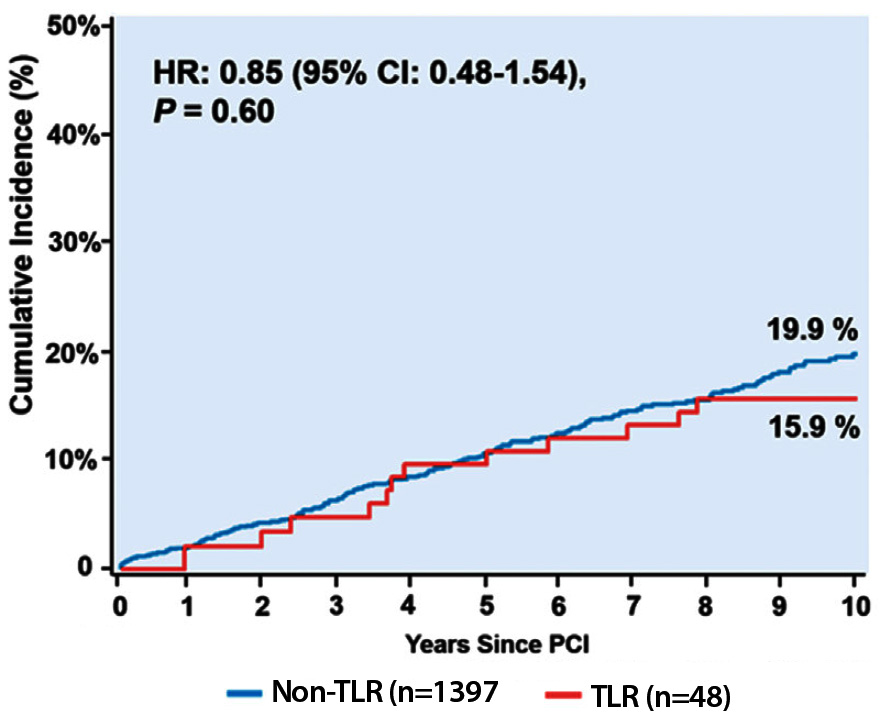 50%
HR: 0.85 (95% CI: 0.48-1.54),
P = 0.60
40%
30%
20%
10%
0
Cumulative Incidence (%)
19.9 %
15.9 %
0 1 2 3 4 5 6 7 8 9 10
Years Since PCI
Non-TLR (n=1397 TLR (n=48)